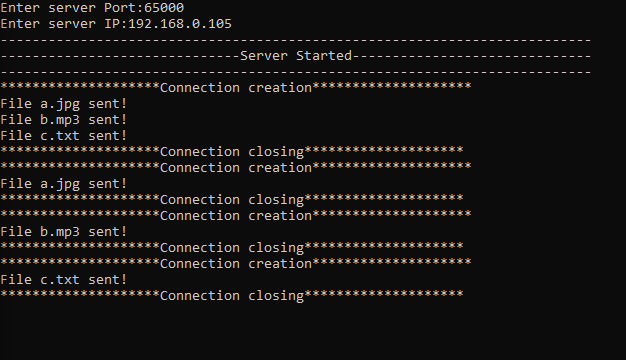 Enter server Port:65000
Enter server IP:192.168.0.105
--------------------------------------------------------------------------
------------------------------Server Started------------------------------
--------------------------------------------------------------------------
********************Connection creation********************
File a.jpg sent!
File b.mp3 sent!
File c.txt sent!
********************Connection closing********************
********************Connection creation********************
File a.jpg sent!
********************Connection closing********************
********************Connection creation********************
File b.mp3 sent!
********************Connection closing********************
********************Connection creation********************
File c.txt sent!
********************Connection closing********************